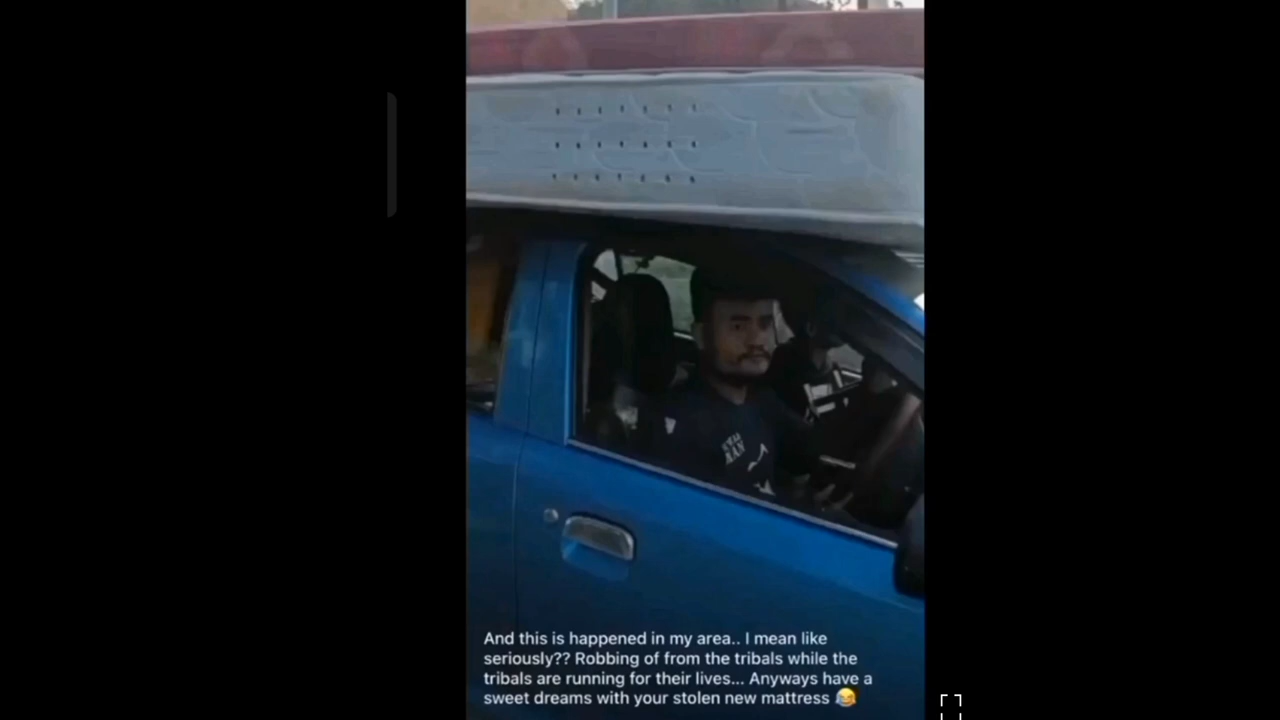 And this is happened in my area.. I mean like
seriously?? Robbing of from the tribals while the
tribals are running for their lives... Anyways have a
sweet dreams with your stolen new mattress 😂